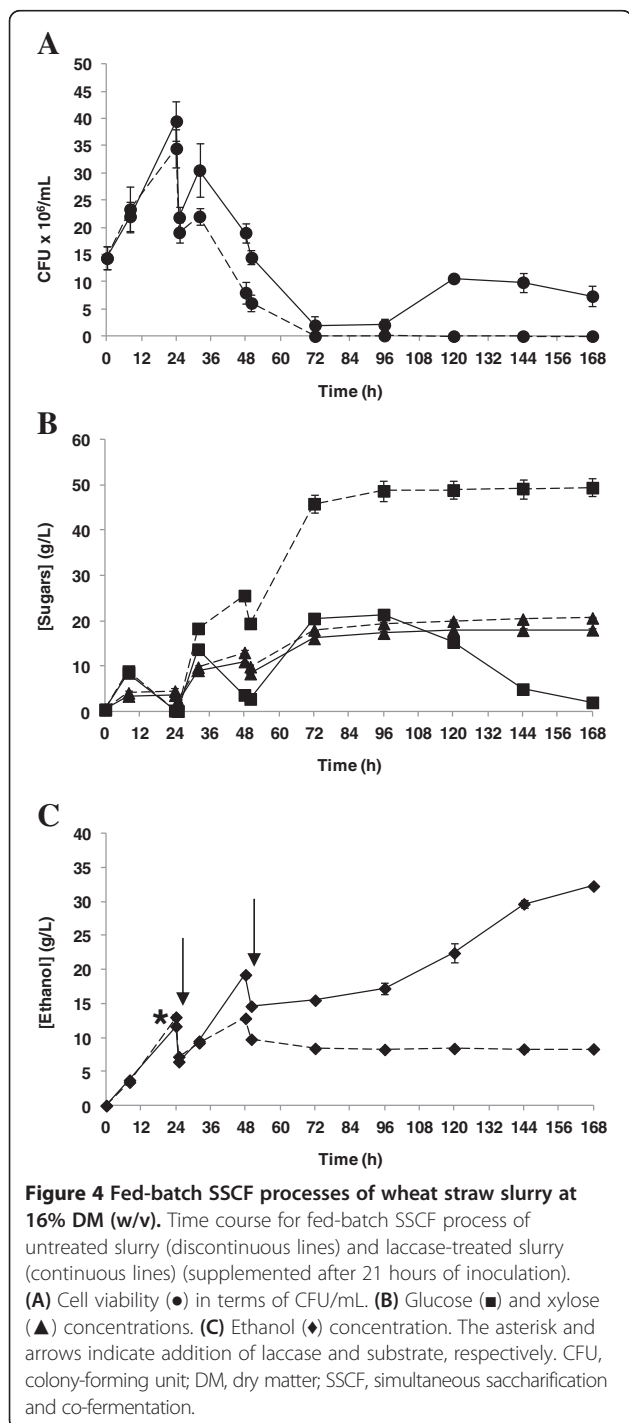 A
CFU x 10⁶/mL
50
45
40
35
30
25
20
15
10
5
0
0 12 24 36 48 60 72 84 96 108 120 132 144 156 168
Time (h)
B
[Sugars] (g/L)
60
50
40
30
20
10
0
0 12 24 36 48 60 72 84 96 108 120 132 144 156 168
Time (h)
C
[Ethanol] (g/L)
40
35
30
25
20
15
10
5
0
*
0 12 24 36 48 60 72 84 96 108 120 132 144 156 168
Time (h)
Figure 4 Fed-batch SSCF processes of wheat straw slurry at
16% DM (w/v). Time course for fed-batch SSCF process of
untreated slurry (discontinuous lines) and laccase-treated slurry
(continuous lines) (supplemented after 21 hours of inoculation).
(A) Cell viability (●) in terms of CFU/mL. (B) Glucose (■) and xylose
(▲) concentrations. (C) Ethanol (♦) concentration. The asterisk and
arrows indicate addition of laccase and substrate, respectively. CFU,
colony-forming unit; DM, dry matter; SSCF, simultaneous saccharification
and co-fermentation.